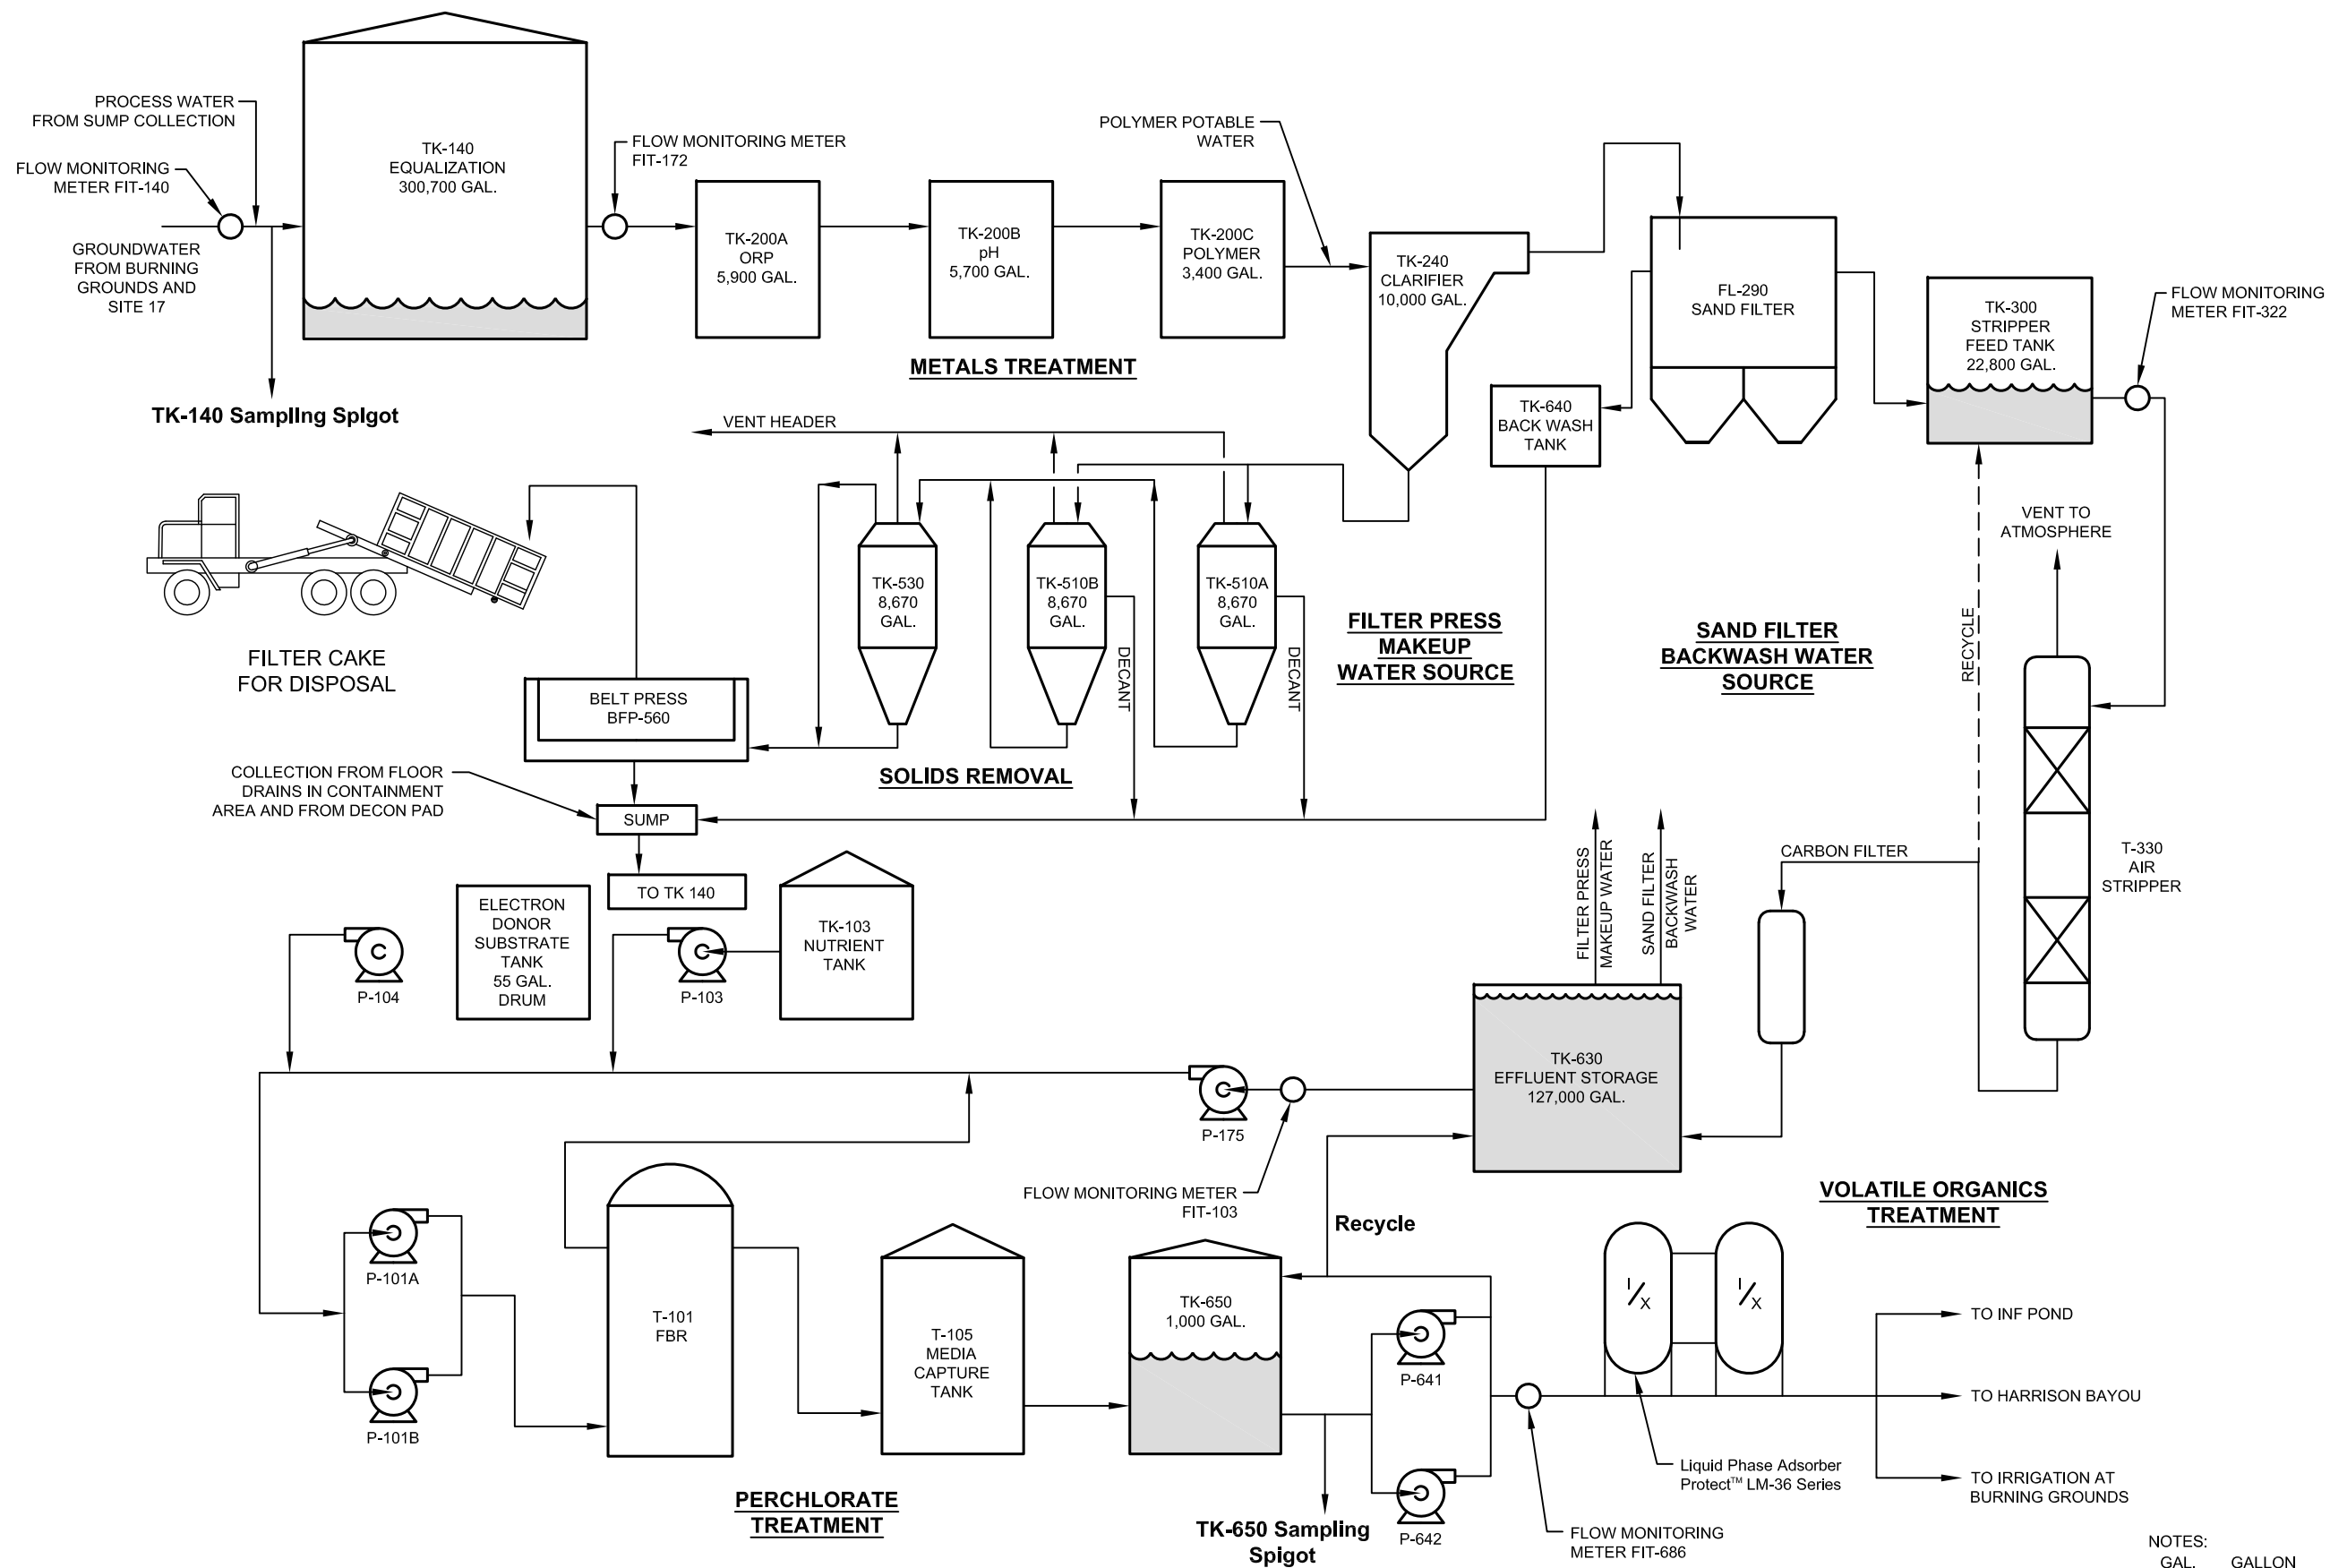 PROCESS WATER
FROM SUMP COLLECTION
FLOW MONITORING
METER FIT-140
GROUNDWATER
FROM BURNING
GROUNDS AND
SITE 17
TK-140 Sampling Spigot
TK-140
EQUALIZATION
300,700 GAL.
FLOW MONITORING METER
FIT-172
TK-200A
ORP
5,900 GAL.
TK-200B
pH
5,700 GAL.
TK-200C
POLYMER
3,400 GAL.
METALS TREATMENT
POLYMER POTABLE
WATER
TK-240
CLARIFIER
10,000 GAL.
FL-290
SAND FILTER
TK-640
BACK WASH
TANK
TK-300
STRIPPER
FEED TANK
22,800 GAL.
FLOW MONITORING
METER FIT-322
VENT HEADER
TK-530
8,670
GAL.
TK-510B
8,670
GAL.
TK-510A
8,670
GAL.
DECANT
DECANT
FILTER PRESS
MAKEUP
WATER SOURCE
SAND FILTER
BACKWASH WATER
SOURCE
RECYCLE
VENT TO
ATMOSPHERE
FILTER CAKE
FOR DISPOSAL
BELT PRESS
BFP-560
SOLIDS REMOVAL
COLLECTION FROM FLOOR
DRAINS IN CONTAINMENT
AREA AND FROM DECON PAD
SUMP
TO TK 140
ELECTRON
DONOR
SUBSTRATE
TANK
55 GAL.
DRUM
P-104
P-103
TK-103
NUTRIENT
TANK
FILTER PRESS
MAKEUP WATER
SAND FILTER
BACKWASH
WATER
CARBON FILTER
T-330
AIR
STRIPPER
TK-630
EFFLUENT STORAGE
127,000 GAL.
P-175
FLOW MONITORING METER
FIT-103
Recycle
VOLATILE ORGANICS
TREATMENT
P-101A
P-101B
T-101
FBR
T-105
MEDIA
CAPTURE
TANK
TK-650
1,000 GAL.
P-641
P-642
I/X
I/X
TO INF POND
TO HARRISON BAYOU
TO IRRIGATION AT
BURNING GROUNDS
Liquid Phase Adsorber
Protect™ LM-36 Series
PERCHLORATE
TREATMENT
TK-650 Sampling
Spigot
FLOW MONITORING
METER FIT-686
NOTES:
GAL. GALLON